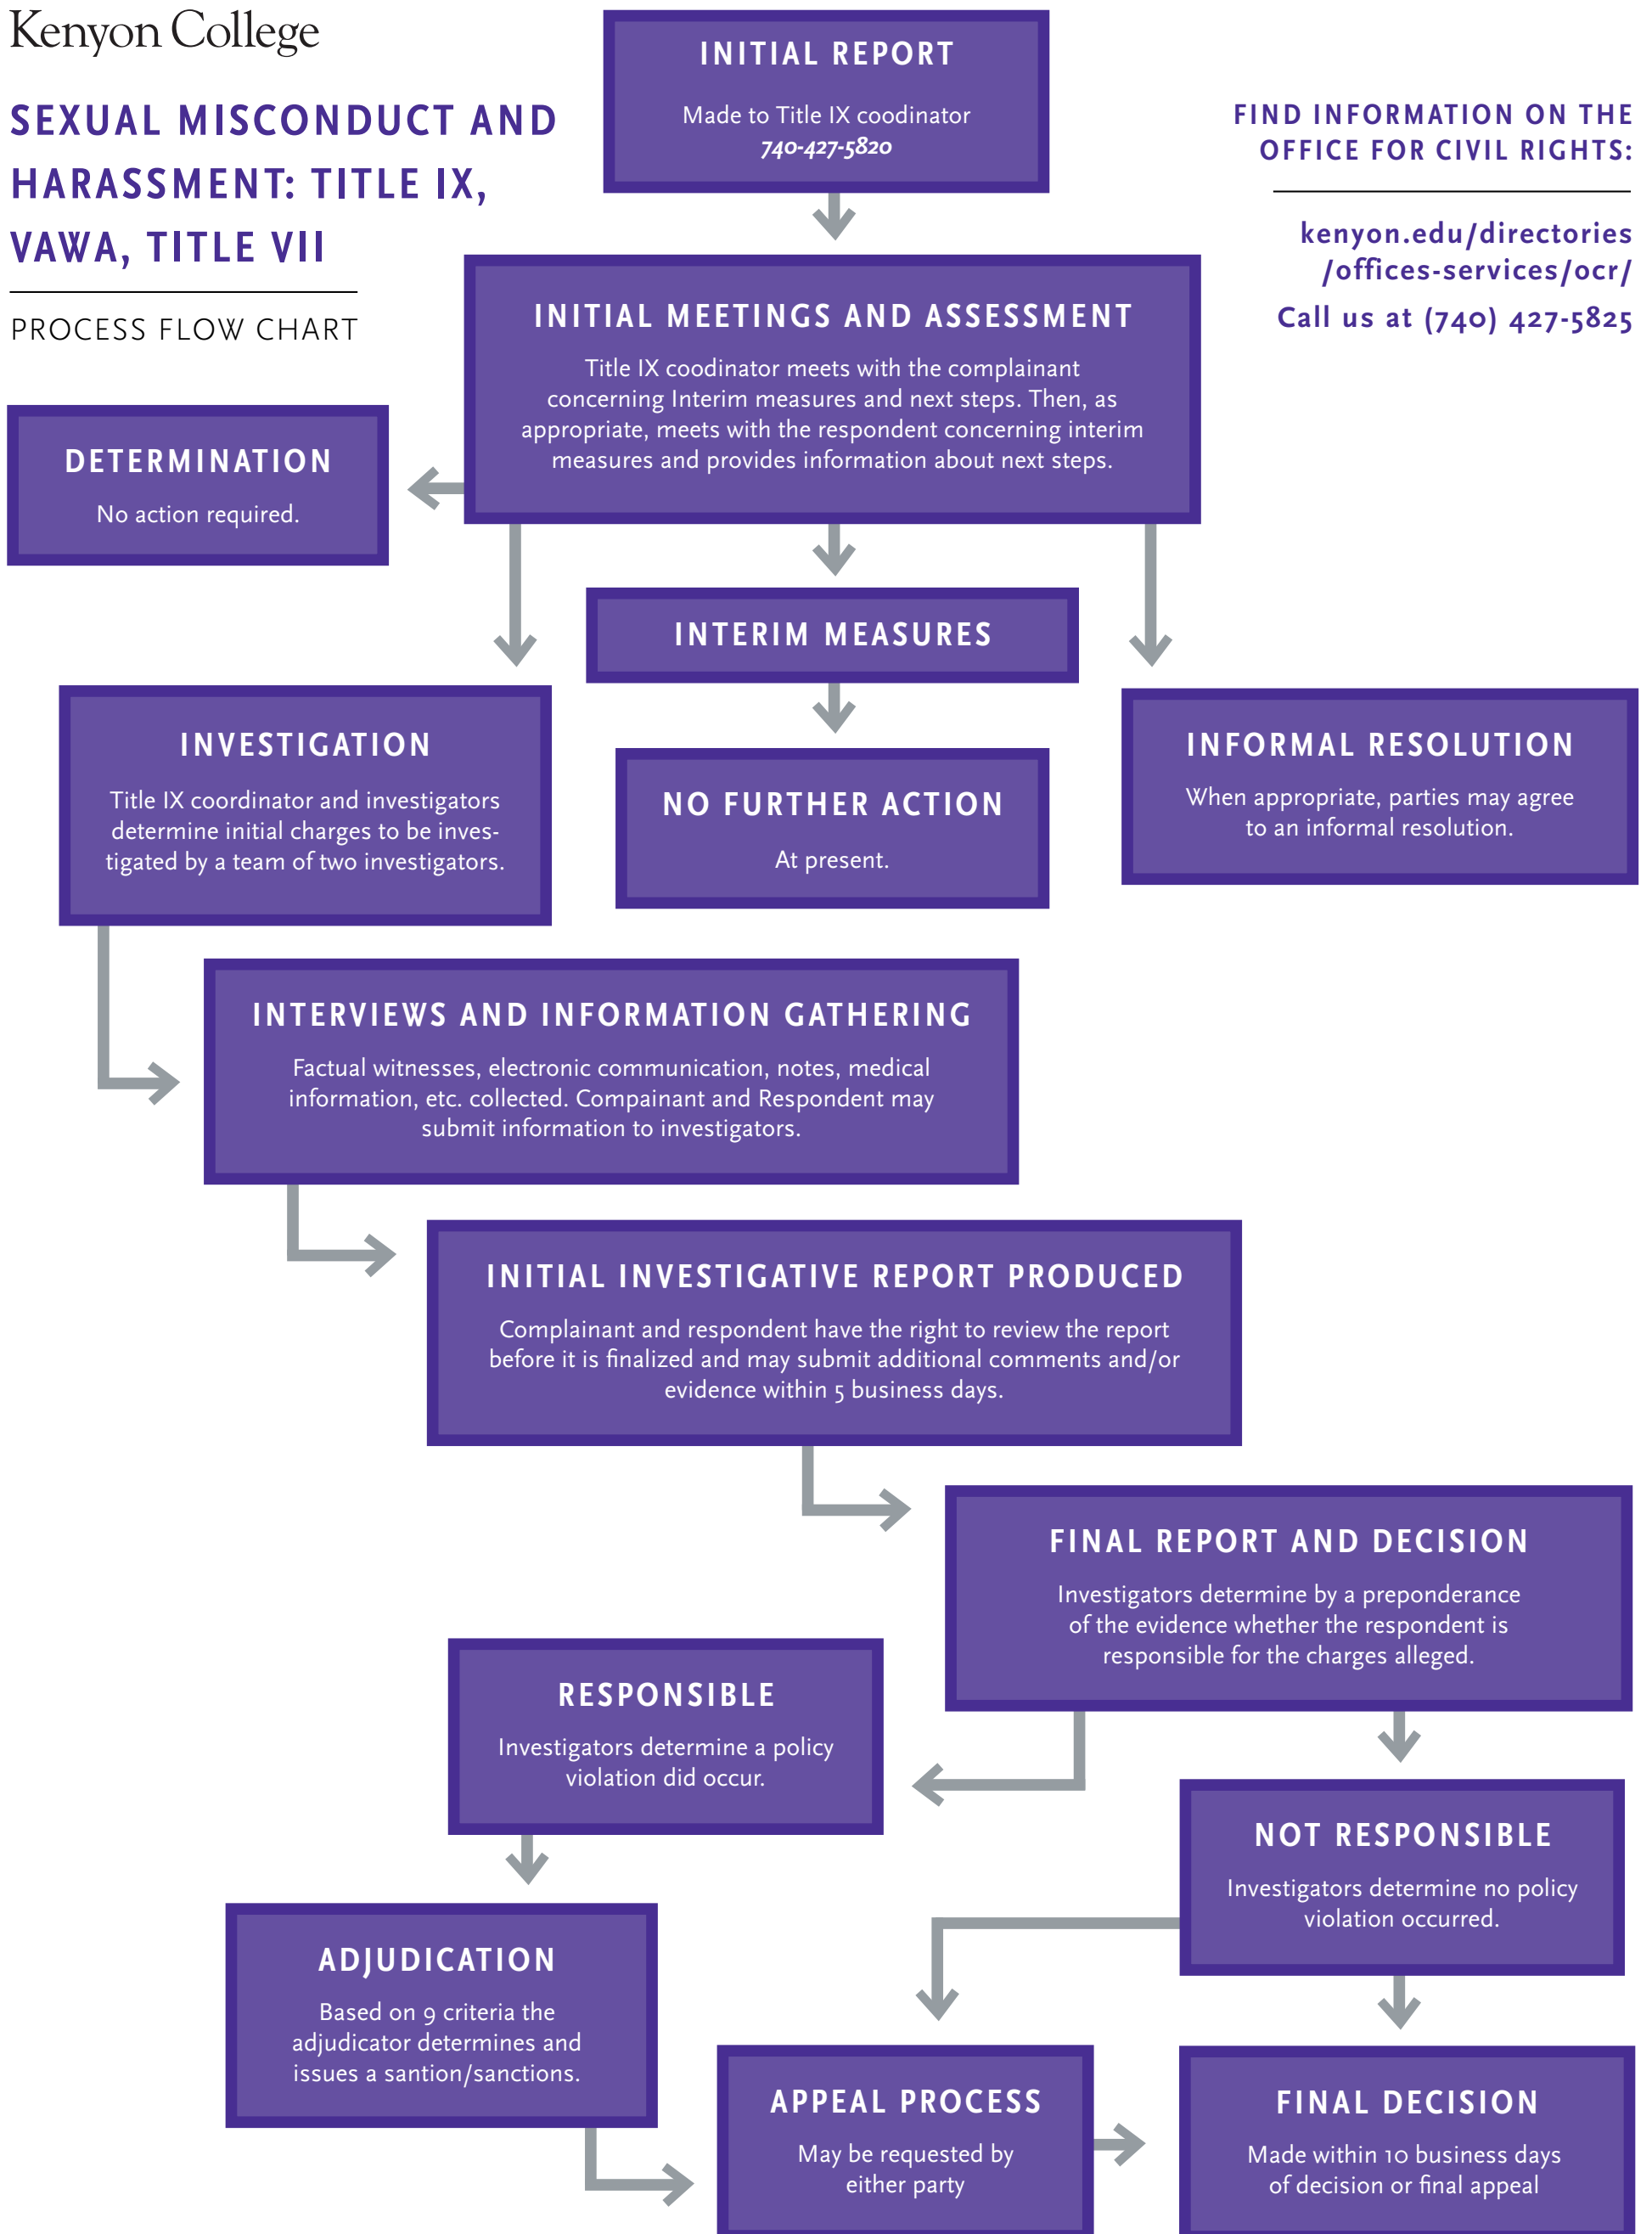 Kenyon College
SEXUAL MISCONDUCT AND
HARASSMENT: TITLE IX,
VAWA, TITLE VII
PROCESS FLOW CHART
INITIAL REPORT
Made to Title IX coodinator
740-427-5820
FIND INFORMATION ON THE
OFFICE FOR CIVIL RIGHTS:
kenyon.edu/directories
/offices-services/ocr/
Call us at (740) 427-5825
INITIAL MEETINGS AND ASSESSMENT
Title IX coodinator meets with the complainant
concerning Interim measures and next steps. Then, as
appropriate, meets with the respondent concerning interim
measures and provides information about next steps.
DETERMINATION
No action required.
INTERIM MEASURES
INVESTIGATION
Title IX coordinator and investigators
determine initial charges to be inves-
tigated by a team of two investigators.
NO FURTHER ACTION
At present.
INFORMAL RESOLUTION
When appropriate, parties may agree
to an informal resolution.
INTERVIEWS AND INFORMATION GATHERING
Factual witnesses, electronic communication, notes, medical
information, etc. collected. Compainant and Respondent may
submit information to investigators.
INITIAL INVESTIGATIVE REPORT PRODUCED
Complainant and respondent have the right to review the report
before it is finalized and may submit additional comments and/or
evidence within 5 business days.
FINAL REPORT AND DECISION
Investigators determine by a preponderance
of the evidence whether the respondent is
responsible for the charges alleged.
RESPONSIBLE
Investigators determine a policy
violation did occur.
NOT RESPONSIBLE
Investigators determine no policy
violation occurred.
ADJUDICATION
Based on 9 criteria the
adjudicator determines and
issues a santion/sanctions.
APPEAL PROCESS
May be requested by
either party
FINAL DECISION
Made within 10 business days
of decision or final appeal